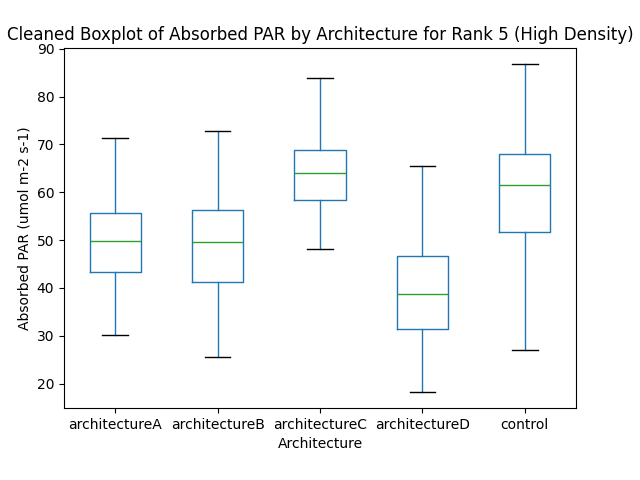 Cleaned Boxplot of Absorbed PAR by Architecture for Rank 5 (High Density)
90
80
70
60
50
40
30
20
Absorbed PAR (umol m-2 s-1)
architectureA architectureB architectureC architectureD control
Architecture